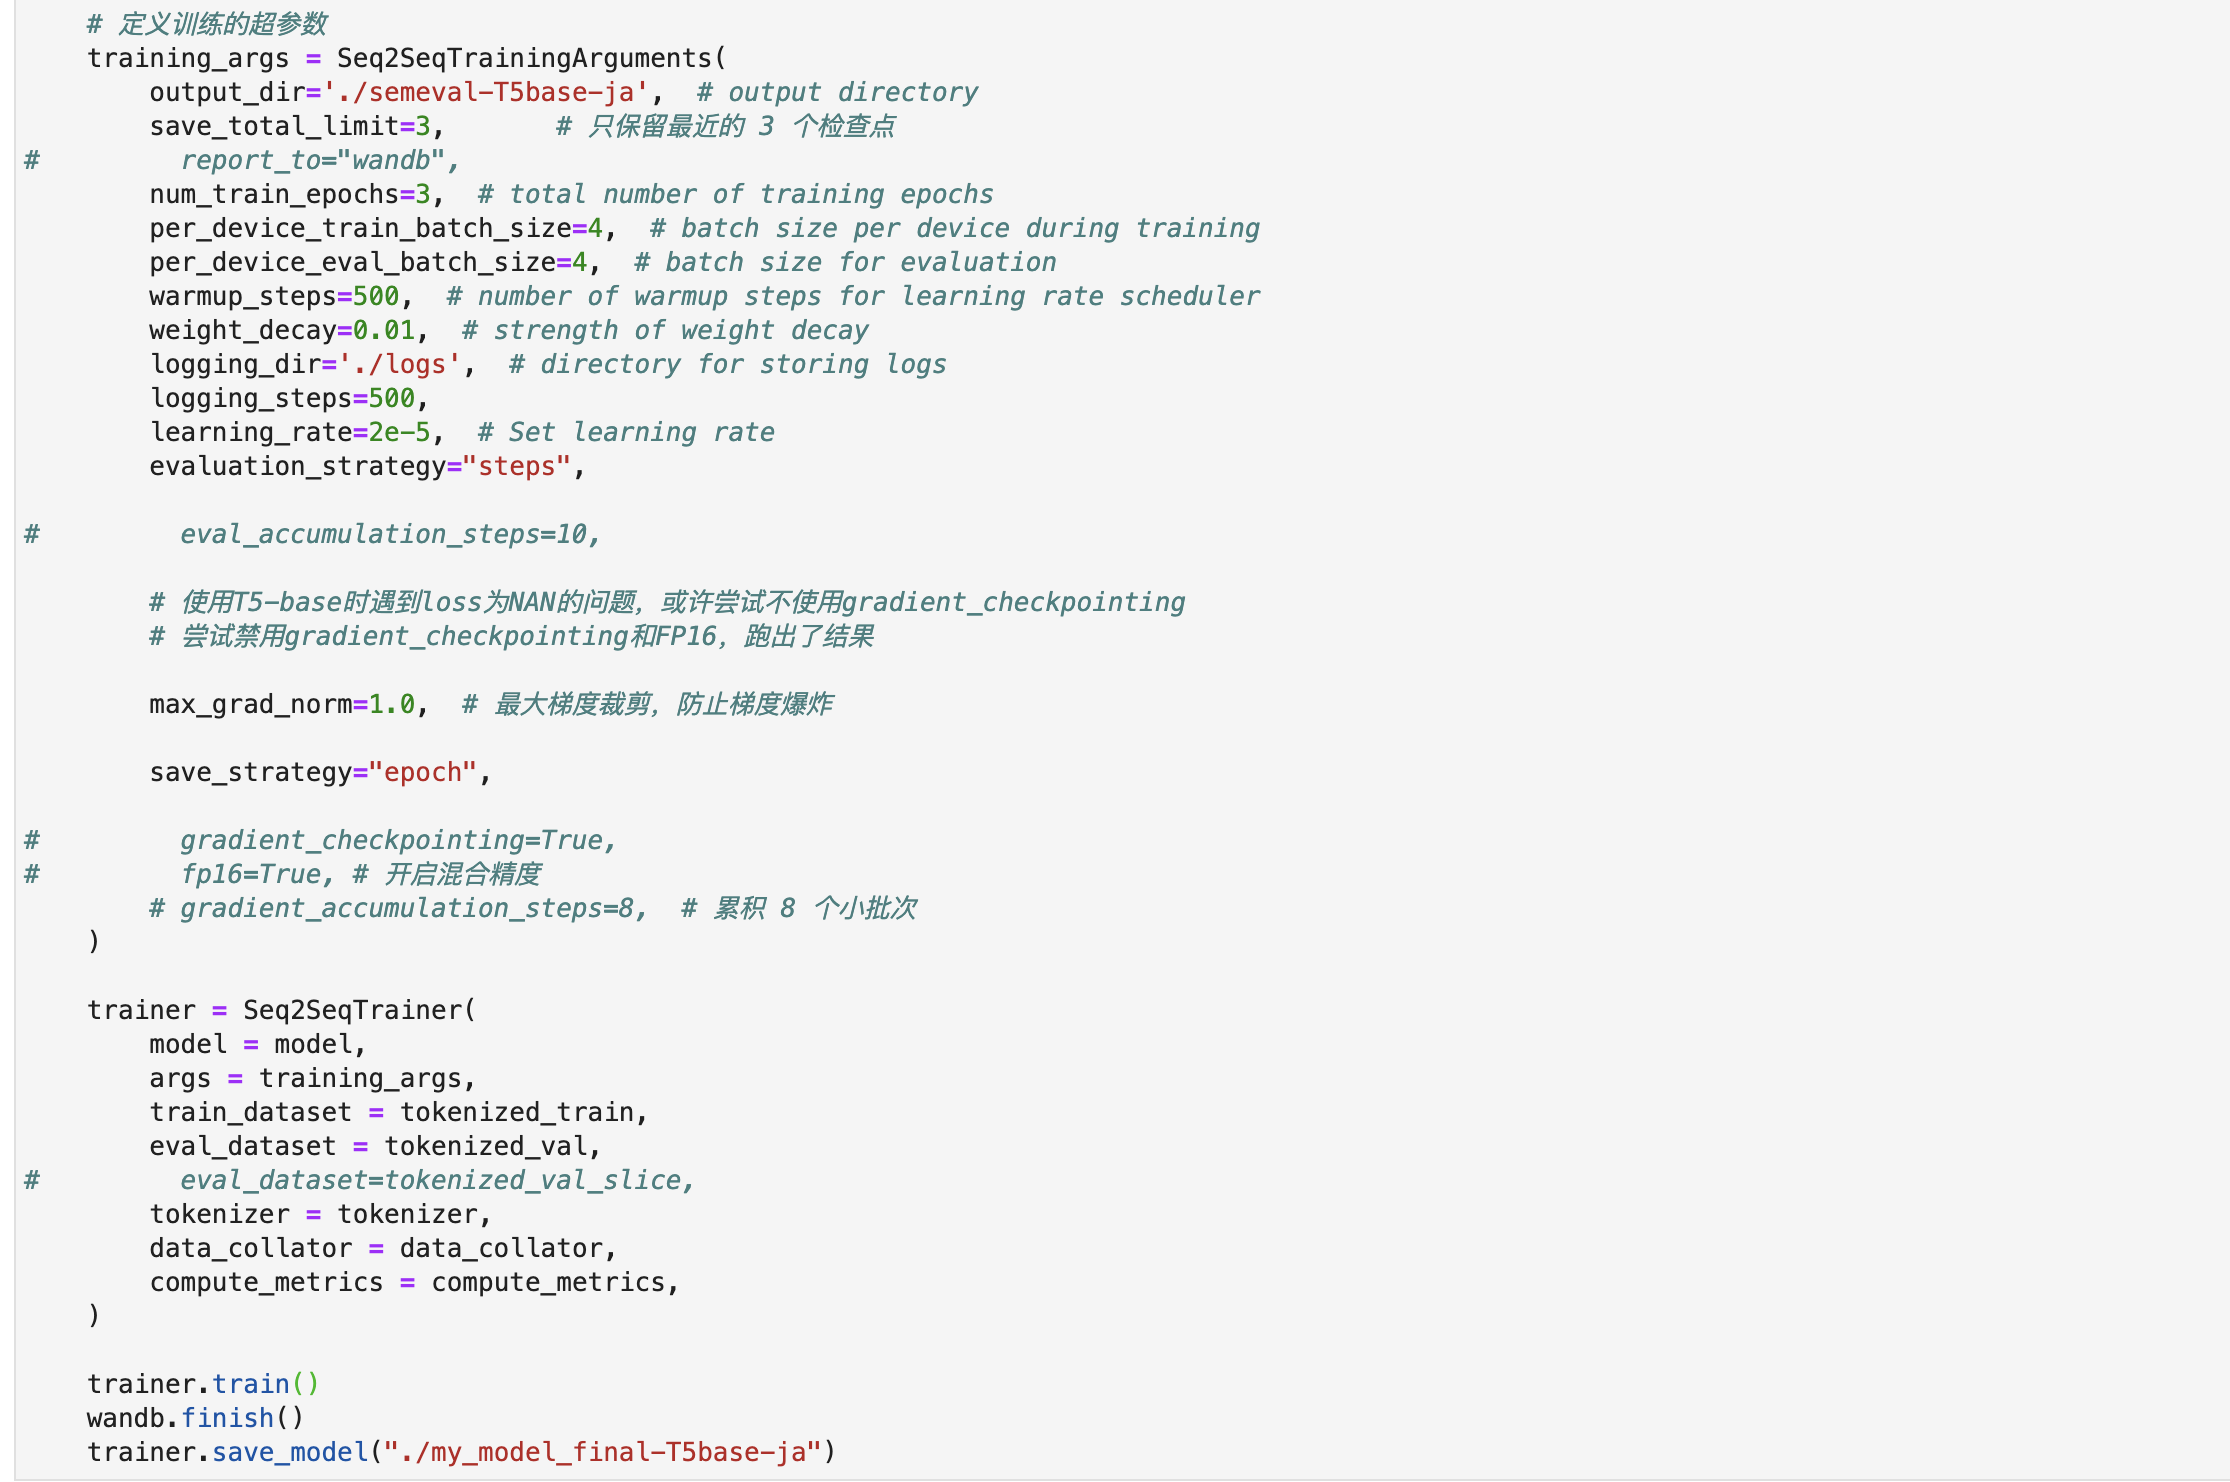 # 定义训练的超参数
training_args = Seq2SeqTrainingArguments(
output_dir='./semeval-T5base-ja',  # output directory
save_total_limit=3,       # 只保留最近的 3 个检查点
#         report_to="wandb",
num_train_epochs=3,  # total number of training epochs
per_device_train_batch_size=4,  # batch size per device during training
per_device_eval_batch_size=4,  # batch size for evaluation
warmup_steps=500,  # number of warmup steps for learning rate scheduler
weight_decay=0.01,  # strength of weight decay
logging_dir='./logs',  # directory for storing logs
logging_steps=500,
learning_rate=2e-5,  # Set learning rate
evaluation_strategy="steps",
#         eval_accumulation_steps=10,
# 使用T5-base时遇到loss为NAN的问题，或许尝试不使用gradient_checkpointing
# 尝试禁用gradient_checkpointing和FP16，跑出了结果
max_grad_norm=1.0,  # 最大梯度裁剪，防止梯度爆炸
save_strategy="epoch",
#         gradient_checkpointing=True,
#         fp16=True, # 开启混合精度
# gradient_accumulation_steps=8,  # 累积 8 个小批次
)
trainer = Seq2SeqTrainer(
model = model,
args = training_args,
train_dataset = tokenized_train,
eval_dataset = tokenized_val,
#         eval_dataset=tokenized_val_slice,
tokenizer = tokenizer,
data_collator = data_collator,
compute_metrics = compute_metrics,
)
trainer.train()
wandb.finish()
trainer.save_model("./my_model_final-T5base-ja")